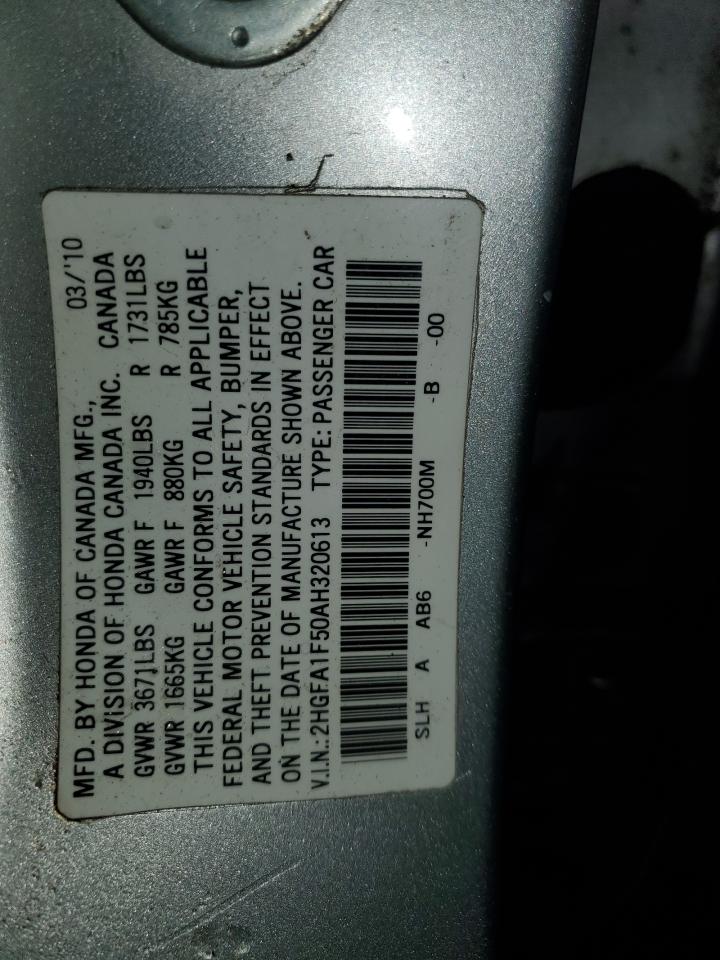 MFD. BY HONDA OF CANADA MFG., 03/'10
A DIVISION OF HONDA CANADA INC. CANADA
GVWR 3671LBS GAWR F 1940LBS R 1731LBS
GVWR 1665KG GAWR F 880KG R 785KG
THIS VEHICLE CONFORMS TO ALL APPLICABLE
FEDERAL MOTOR VEHICLE SAFETY, BUMPER,
AND THEFT PREVENTION STANDARDS IN EFFECT
ON THE DATE OF MANUFACTURE SHOWN ABOVE.
V.I.N.:2HGFA1F50AH320613 TYPE:PASSENGER CAR
SLH A AB6 -NH700M -B -00